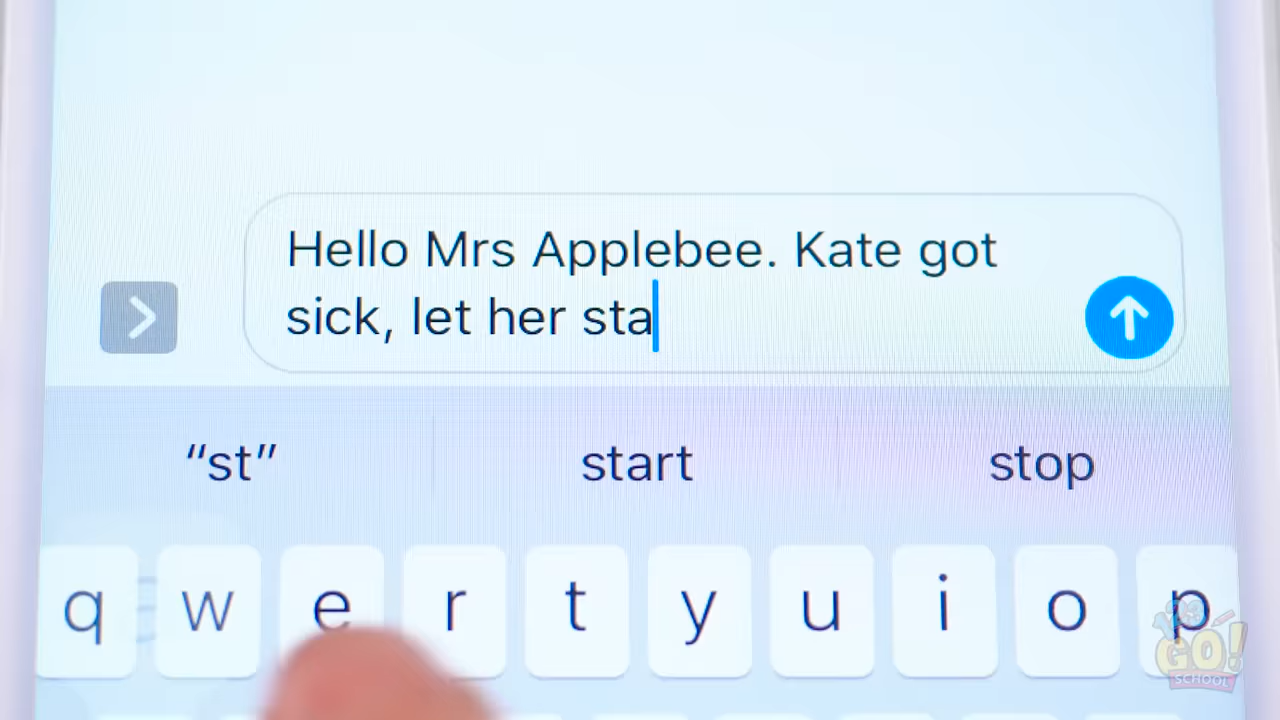 Hello Mrs Applebee. Kate got
sick, let her sta
“st” start stop
q w e r t y u i o p
GO!
SCHOOL